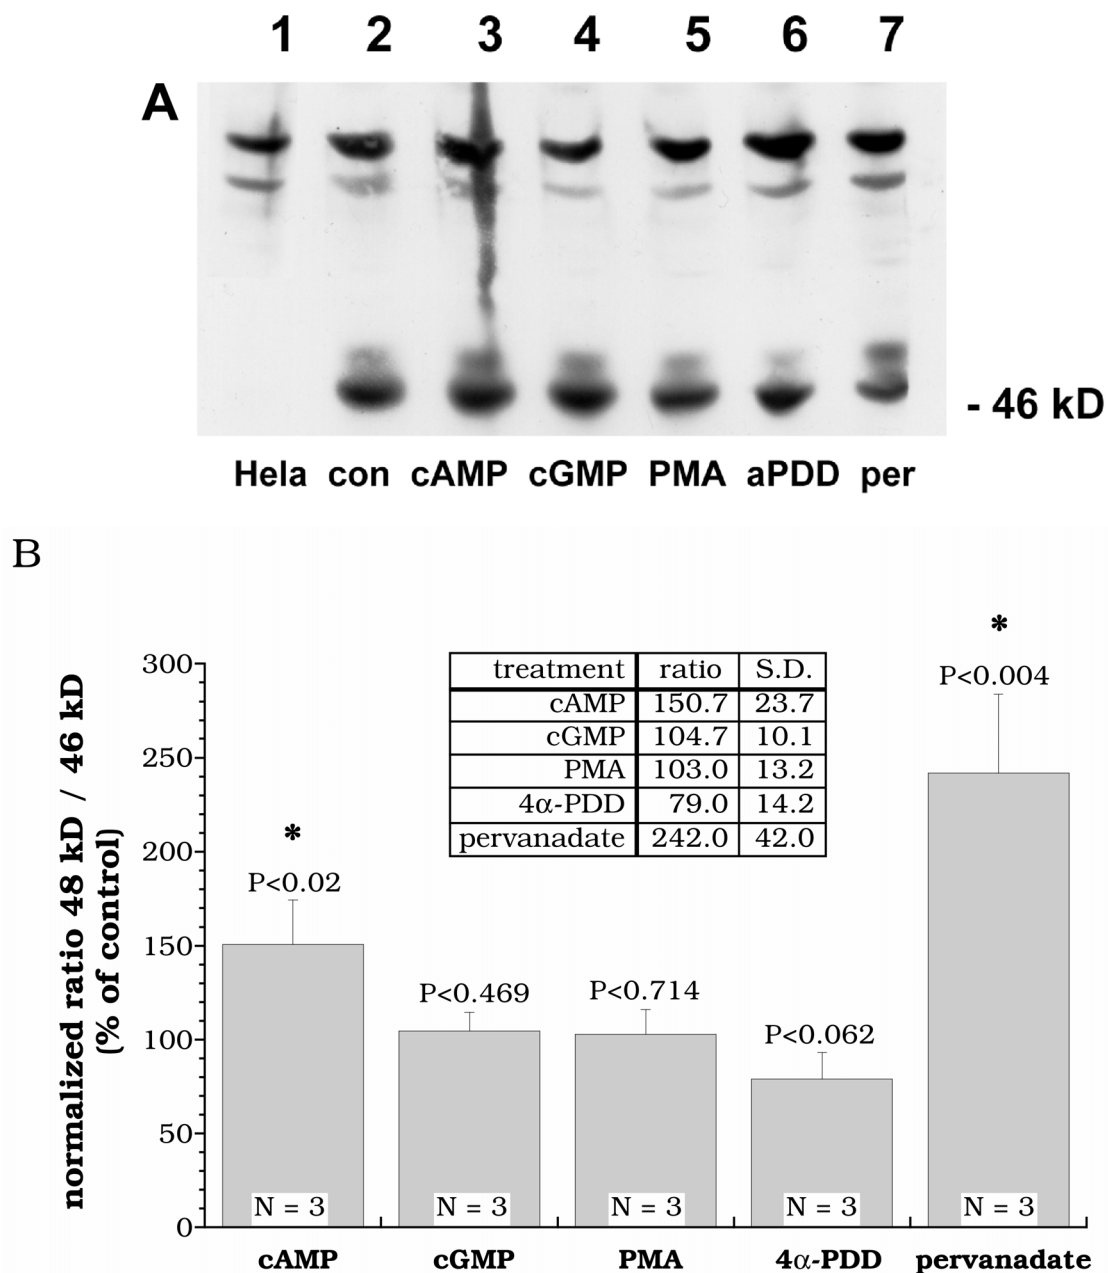 1 2 3 4 5 6 7
A
- 46 kD
Hela con cAMP cGMP PMA aPDD per
B
normalized ratio 48 kD / 46 kD
(% of control)
300
250
200
150
100
50
0
treatment ratio S.D.
cAMP 150.7 23.7
cGMP 104.7 10.1
PMA 103.0 13.2
4α-PDD 79.0 14.2
pervanadate 242.0 42.0
*
P<0.02
P<0.469
P<0.714
P<0.062
*
P<0.004
N = 3 N = 3 N = 3 N = 3 N = 3
cAMP cGMP PMA 4α-PDD pervanadate